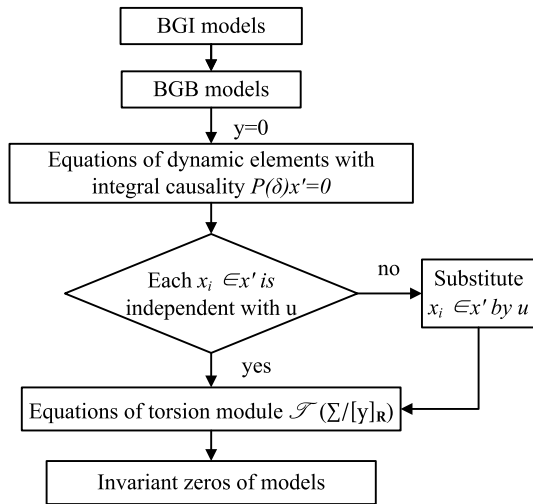 BGI models
BGB models
y=0
Equations of dynamic elements with
integral causality P(δ)x'=0
Each xᵢ ∈x' is
independent with u
no
Substitute
xᵢ ∈x' by u
yes
Equations of torsion module 𝒯 (Σ/[y]R)
Invariant zeros of models